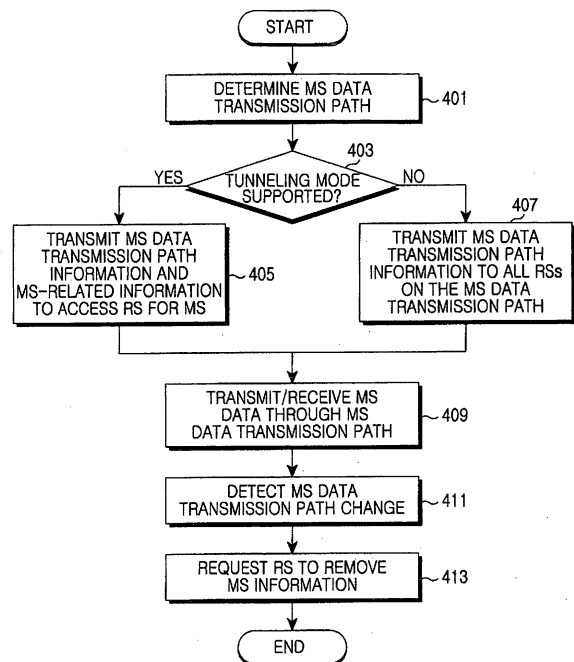 START
DETERMINE MS DATA
TRANSMISSION PATH
401
403
YES
TUNELING MODE
SUPPORTED?
NO
407
TRANSMIT MS DATA
TRANSMISSION PATH
INFORMATION AND
MS-RELATED INFORMATION
TO ACCESS RS FOR MS
405
TRANSMIT MS DATA
TRANSMISSION PATH
INFORMATION TO ALL RSs
ON THE MS DATA
TRANSMISSION PATH
TRANSMIT/RECEIVE MS
DATA THROUGH MS
DATA TRANSMISSION PATH
409
DETECT MS DATA
TRANSMISSION PATH CHANGE
411
REQUEST RS TO REMOVE
MS INFORMATION
413
END